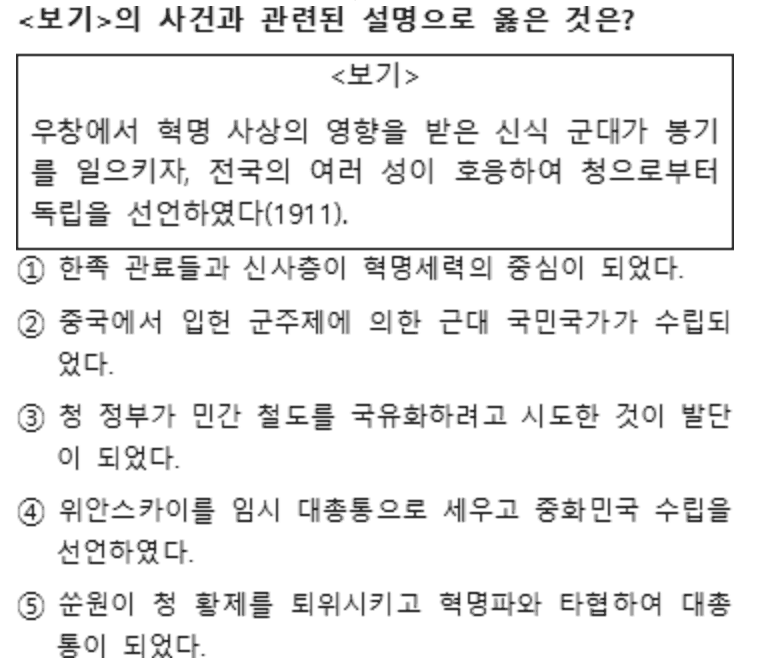 <보기>의 사건과 관련된 설명으로 옳은 것은?
<보기>
우창에서 혁명 사상의 영향을 받은 신식 군대가 봉기
를 일으키자, 전국의 여러 성이 호응하여 청으로부터
독립을 선언하였다(1911).
① 한족 관료들과 신사층이 혁명세력의 중심이 되었다.
② 중국에서 입헌 군주제에 의한 근대 국민국가가 수립되
었다.
③ 청 정부가 민간 철도를 국유화하려고 시도한 것이 발단
이 되었다.
④ 위안스카이를 임시 대총통으로 세우고 중화민국 수립을
선언하였다.
⑤ 쑨원이 청 황제를 퇴위시키고 혁명파와 타협하여 대총
통이 되었다.